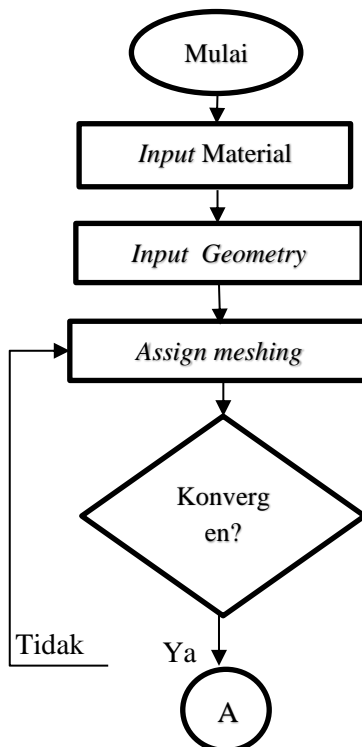 Mulai
Input Material
Input Geometry
Assign meshing
Konverg
en?
Tidak
Ya
A